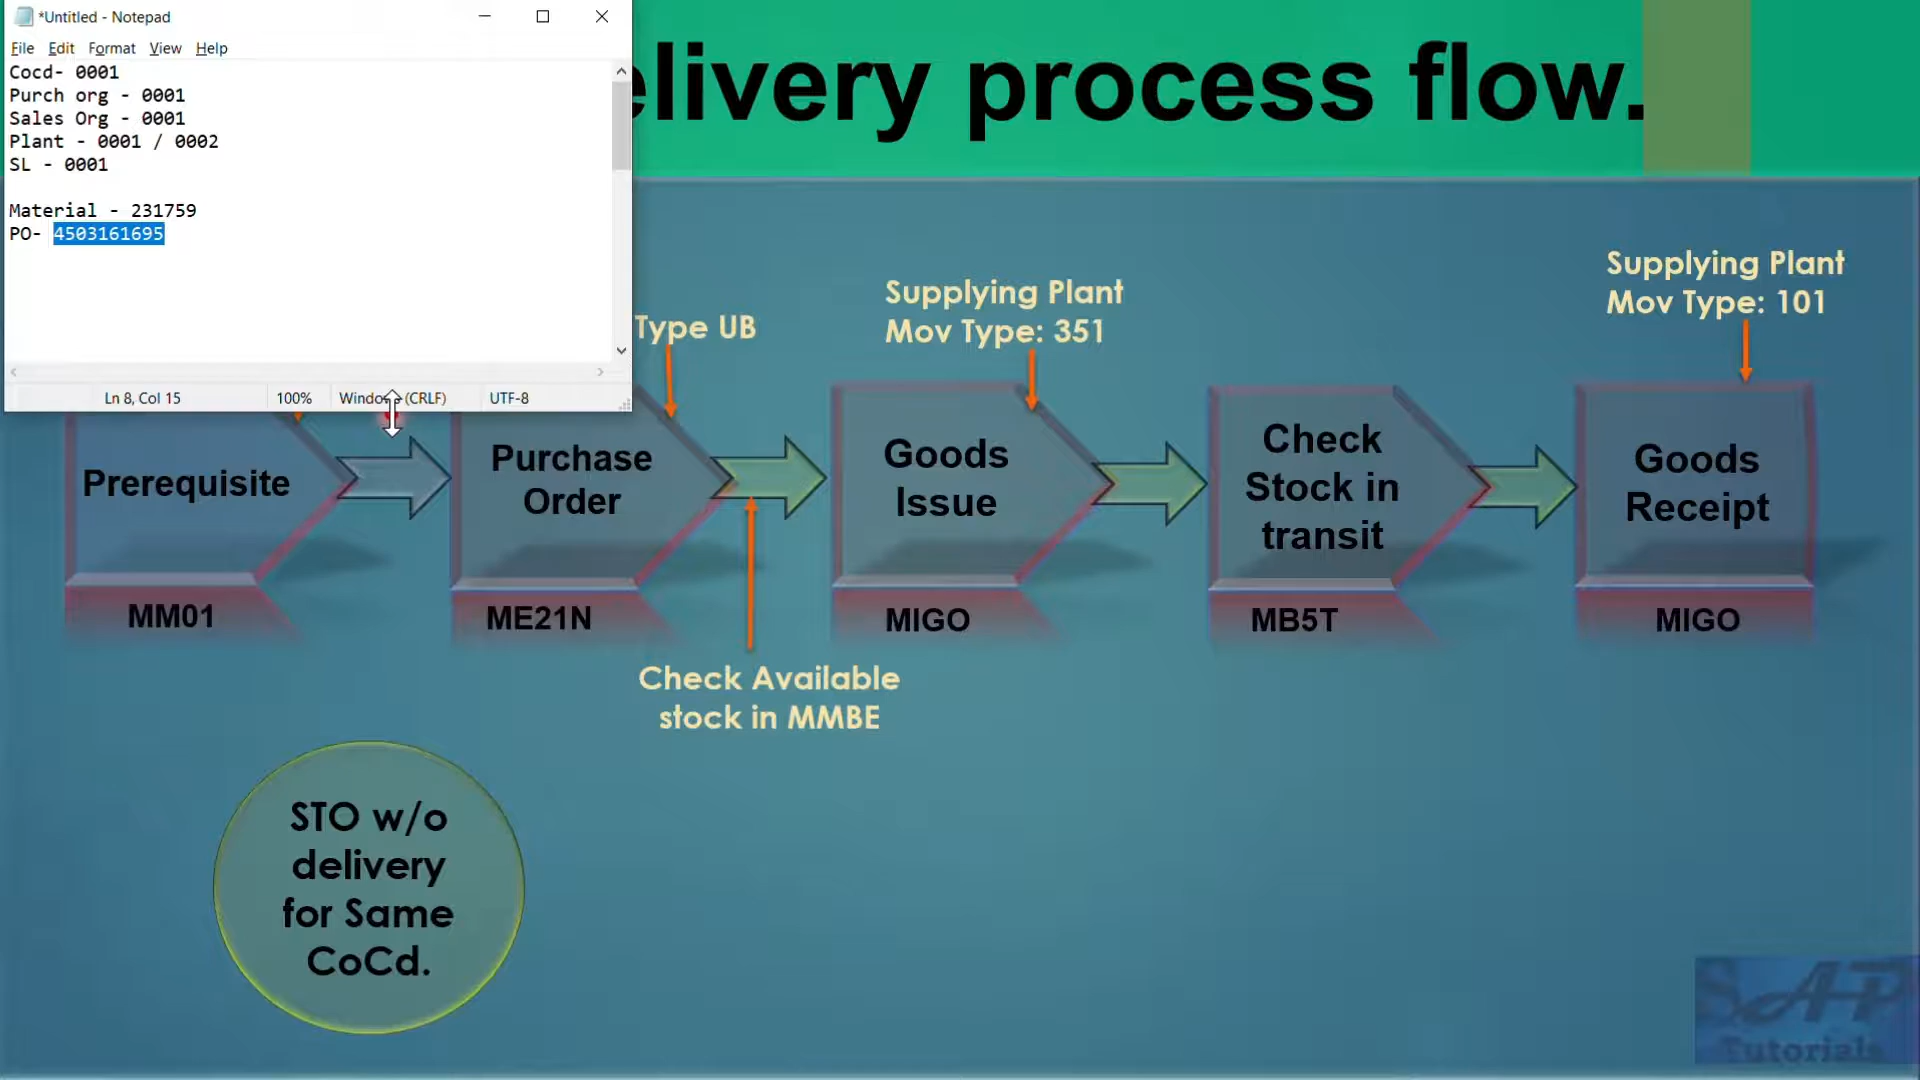 *Untitled - Notepad
File Edit Format View Help
Cocd- 0001
Purch org - 0001
Sales Org - 0001
Plant - 0001 / 0002
SL - 0001
Material - 231759
PO- 4503161695
Ln 8, Col 15 100% Windows (CRLF) UTF-8
elivery process flow.
Type UB
Supplying Plant
Mov Type: 351
Supplying Plant
Mov Type: 101
Prerequisite
Purchase
Order
Goods
Issue
Check
Stock in
transit
Goods
Receipt
MM01
ME21N
MIGO
MB5T
MIGO
Check Available
stock in MMBE
STO w/o
delivery
for Same
CoCd.
SAP
Tutorials